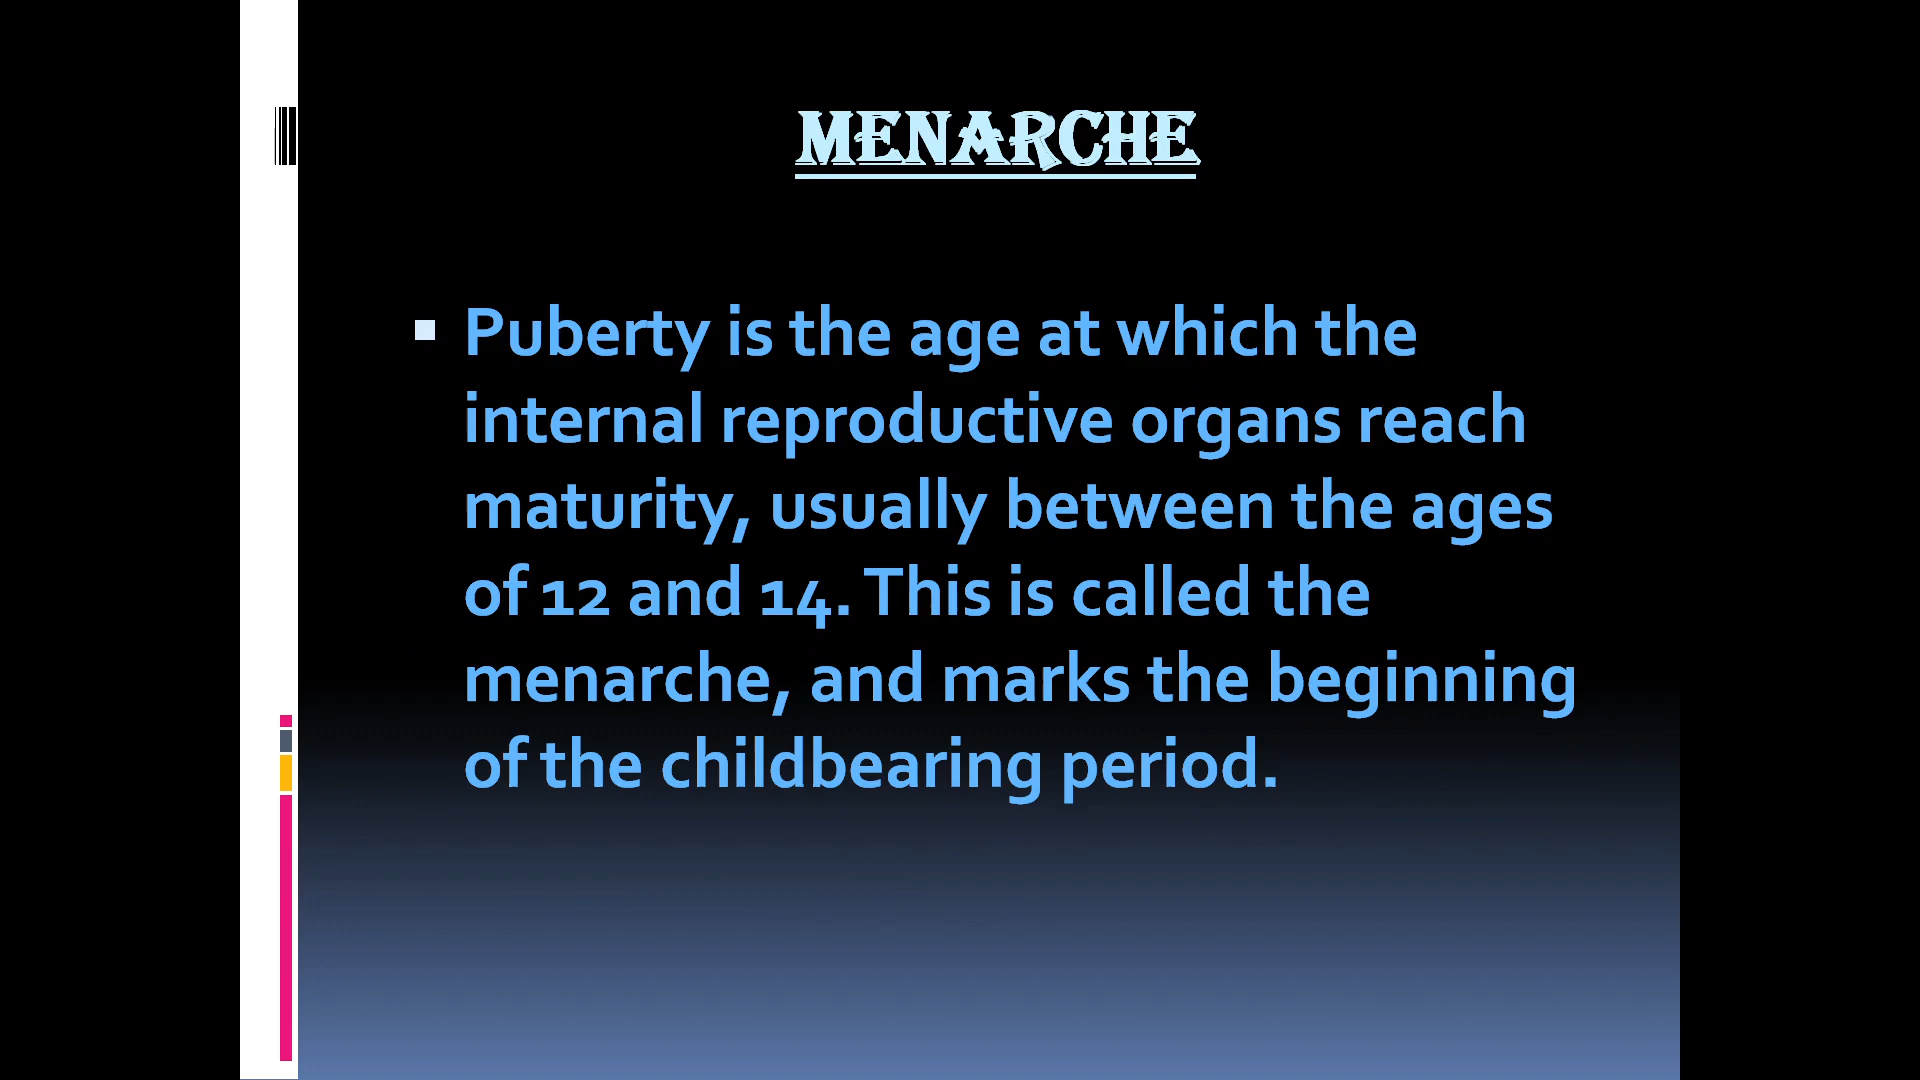 MENARCHE
Puberty is the age at which the
internal reproductive organs reach
maturity, usually between the ages
of 12 and 14. This is called the
menarche, and marks the beginning
of the childbearing period.